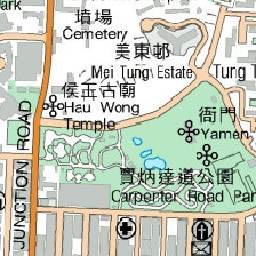 Park
墳場
Cemetery
美東邨
Mei Tung Estate
Tung T
侯王古廟
Hau Wong
Temple
衙門
Yamen
賈炳達道公園
Carpenter Road Par
JUNCTION ROAD